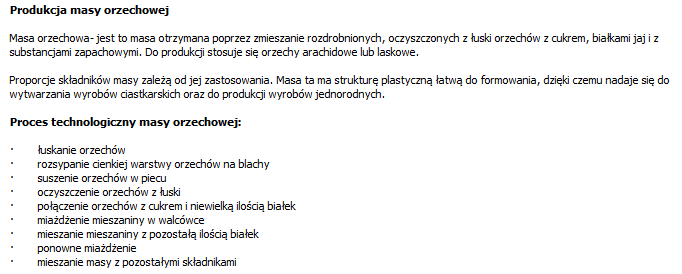 Produkcja masy orzechowej
Masa orzechowa- jest to masa otrzymana poprzez zmieszanie rozdrobnionych, oczyszczonych z łuski orzechów z cukrem, białkami jaj i z
substancjami zapachowymi. Do produkcji stosuje się orzechy arachidowe lub laskowe.
Proporcje składników masy zależą od jej zastosowania. Masa ta ma strukturę plastyczną łatwą do formowania, dzięki czemu nadaje się do
wytwarzania wyrobów ciastkarskich oraz do produkcji wyrobów jednorodnych.
Proces technologiczny masy orzechowej:
· łuskanie orzechów
· rozsypanie cienkiej warstwy orzechów na blachy
· suszenie orzechów w piecu
· oczyszczenie orzechów z łuski
· połączenie orzechów z cukrem i niewielką ilością białek
· miażdżenie mieszaniny w walcówce
· mieszanie mieszaniny z pozostałą ilością białek
· ponowne miażdżenie
· mieszanie masy z pozostałymi składnikami